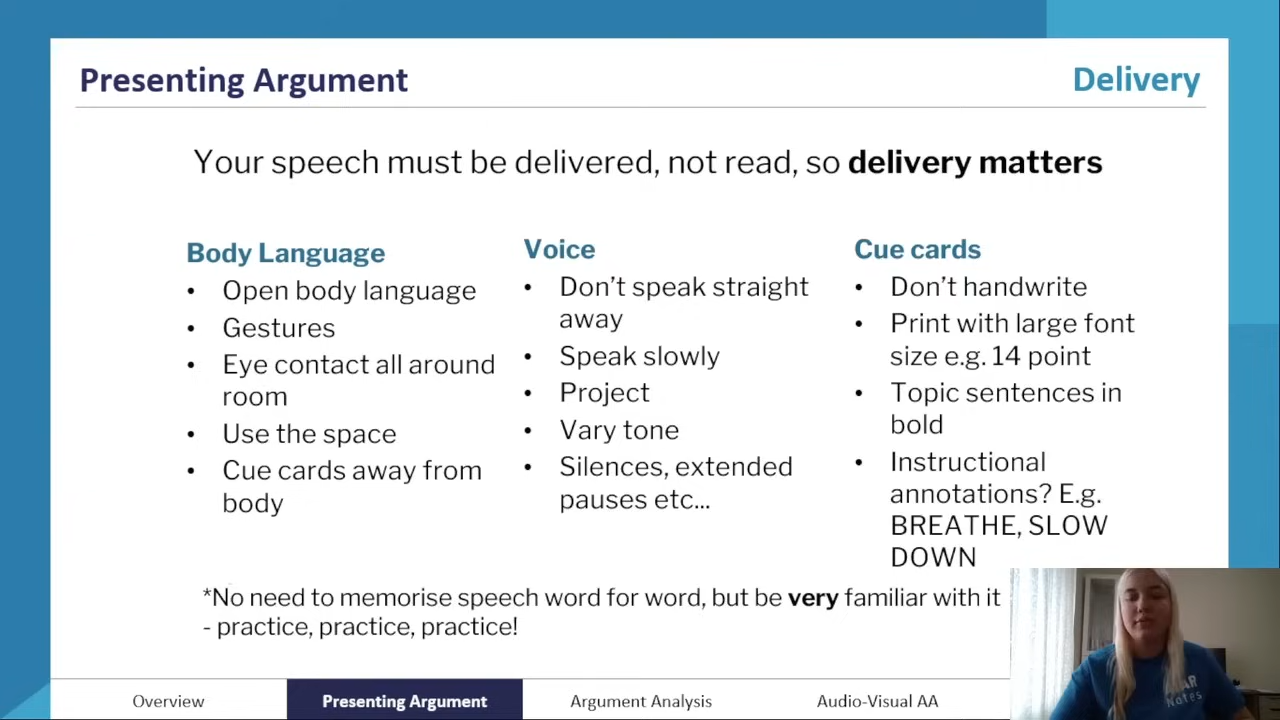 Presenting Argument
Delivery
Your speech must be delivered, not read, so delivery matters
Body Language
• Open body language
• Gestures
• Eye contact all around
room
• Use the space
• Cue cards away from
body
Voice
• Don't speak straight
away
• Speak slowly
• Project
• Vary tone
• Silences, extended
pauses etc...
Cue cards
• Don't handwrite
• Print with large font
size e.g. 14 point
• Topic sentences in
bold
• Instructional
annotations? E.g.
BREATHE, SLOW
DOWN
*No need to memorise speech word for word, but be very familiar with it
- practice, practice, practice!
Overview
Presenting Argument
Argument Analysis
Audio-Visual AA
Notes